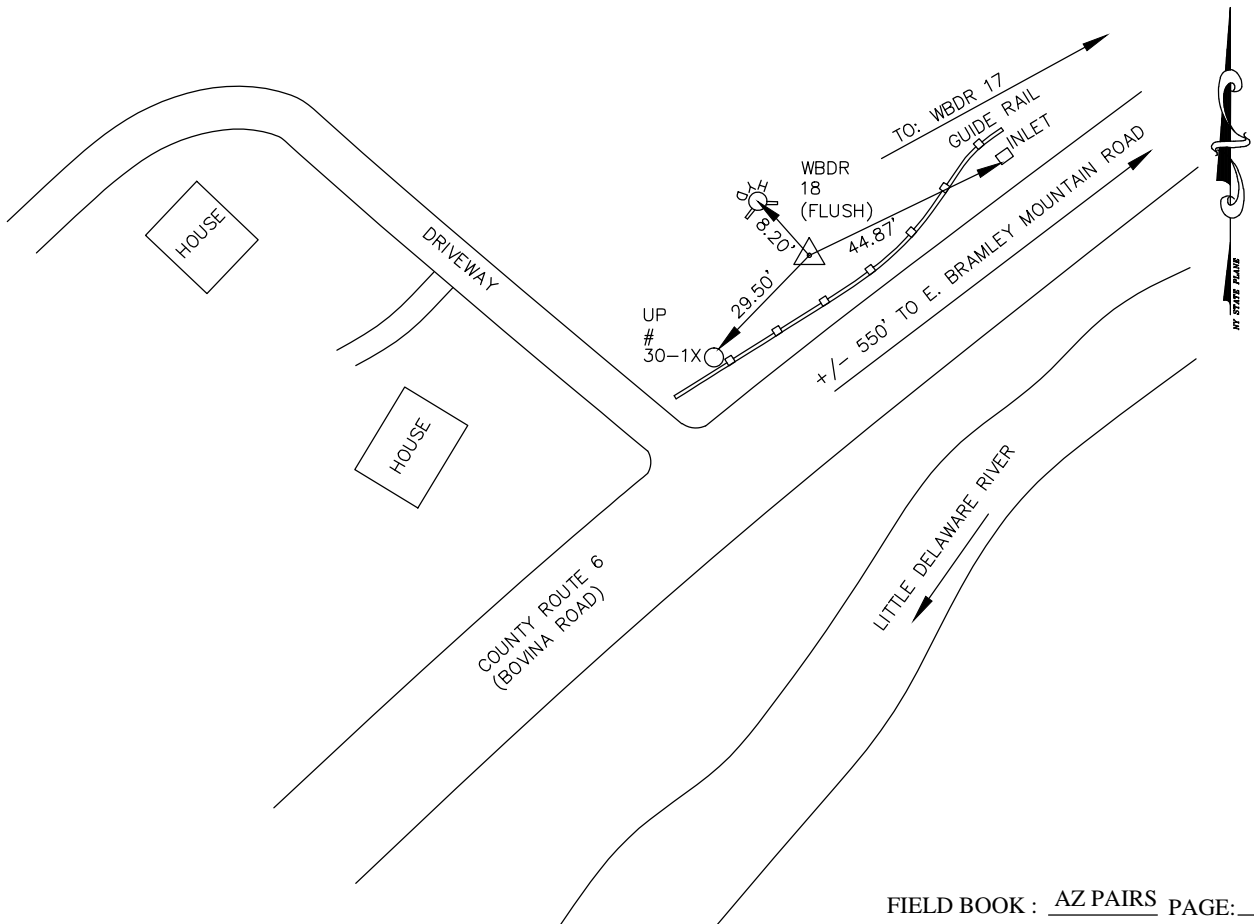 TO: WBDR 17
GUIDE RAIL
INLET
WBDR
18
(FLUSH)
HYD
8.20'
44.87'
29.50'
UP
#
30-1X
+/- 550' TO E. BRAMLEY MOUNTAIN ROAD
HOUSE
DRIVEWAY
HOUSE
NY STATE PLANE
LITTLE DELAWARE RIVER
COUNTY ROUTE 6
(BOVINA ROAD)
FIELD BOOK : AZ PAIRS PAGE: